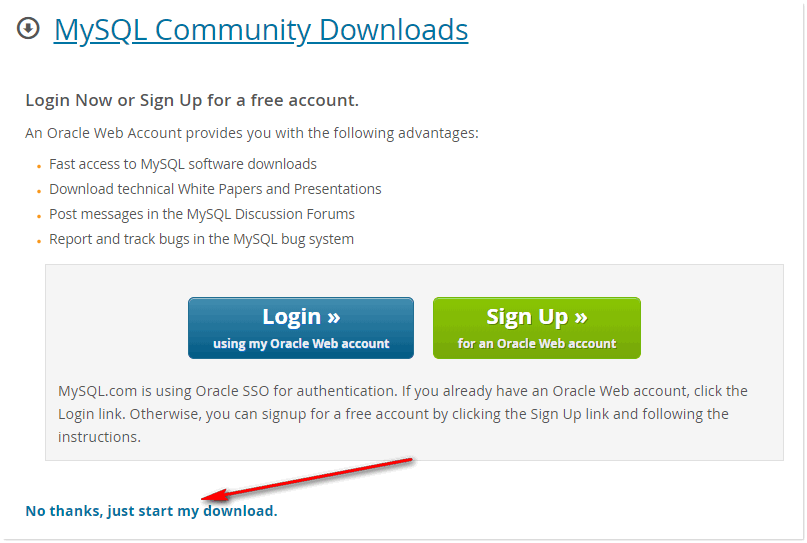 MySQL Community Downloads
Login Now or Sign Up for a free account.
An Oracle Web Account provides you with the following advantages:
Fast access to MySQL software downloads
Download technical White Papers and Presentations
Post messages in the MySQL Discussion Forums
Report and track bugs in the MySQL bug system
Login »
using my Oracle Web account
Sign Up »
for an Oracle Web account
MySQL.com is using Oracle SSO for authentication. If you already have an Oracle Web account, click the
Login link. Otherwise, you can signup for a free account by clicking the Sign Up link and following the
instructions.
No thanks, just start my download.